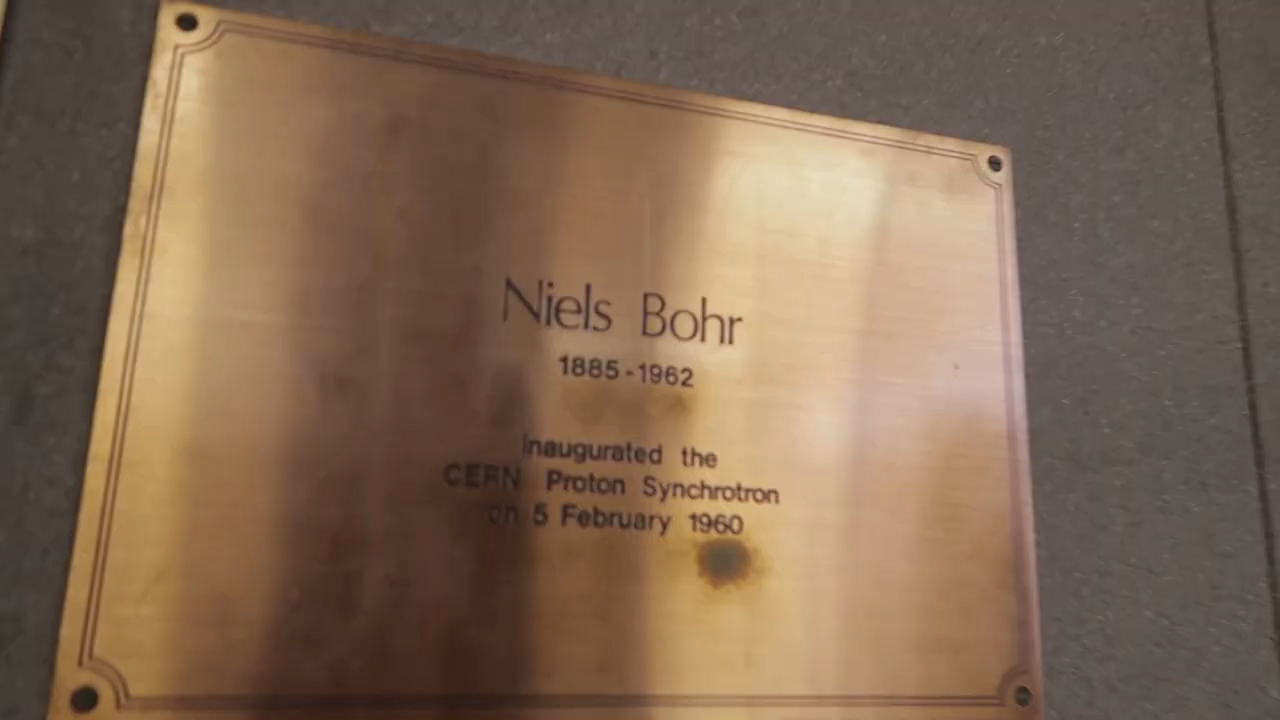 Niels Bohr
1885-1962
Inaugurated the
CERN Proton Synchrotron
on 5 February 1960